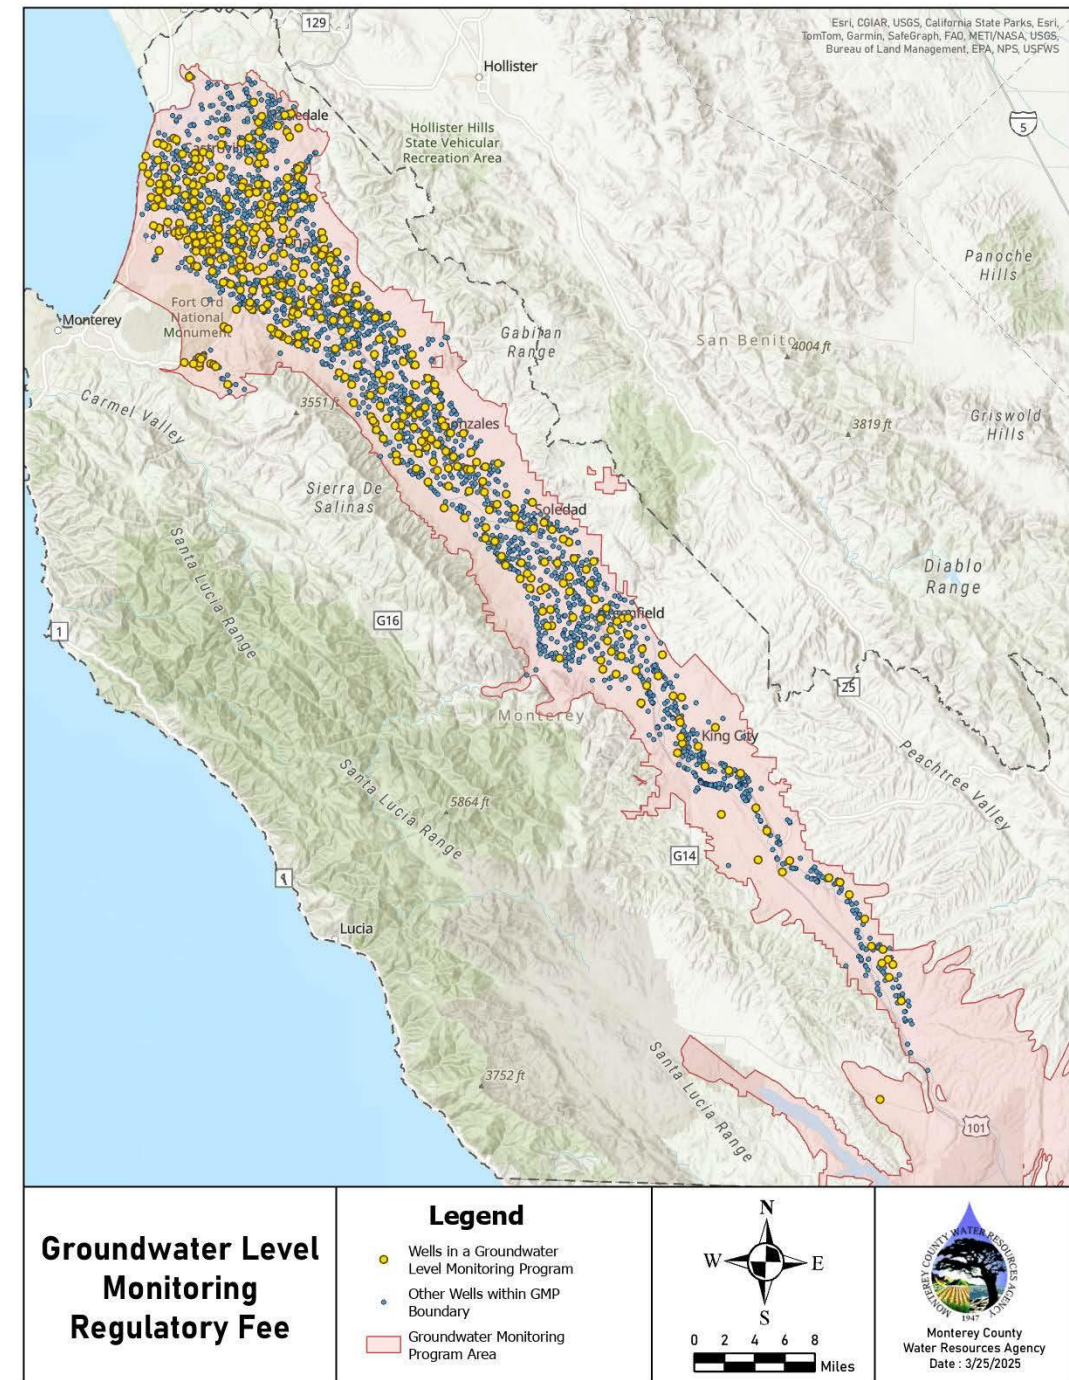 Esri, CGIAR, USGS, California State Parks, Esri,
TomTom, Garmin, SafeGraph, FAO, METI/NASA, USGS,
Bureau of Land Management, EPA, NPS, USFWS
129
Hollister
5
Hollister Hills
State Vehicular
Recreation Area
Panoche
Hills
Fort Ord
National
Monument
Monterey
Gabilan
Range
San Benito
4004 ft
Carmel Valley
3551 ft
3819 ft
Griswold
Hills
Sierra De
Salinas
Soledad
Santa Lucia Range
Diablo
Range
1
G16
25
Monterey
King City
Peachtree Valley
Santa Lucia Range
5864 ft
G14
1
Lucia
3752 ft
Santa Lucia Range
101
Groundwater Level
Monitoring
Regulatory Fee
Legend
Wells in a Groundwater
Level Monitoring Program
Other Wells within GMP
Boundary
Groundwater Monitoring
Program Area
N
W
E
S
0 2 4 6 8
Miles
MONTEREY COUNTY WATER RESOURCES AGENCY
1947
Monterey County
Water Resources Agency
Date : 3/25/2025